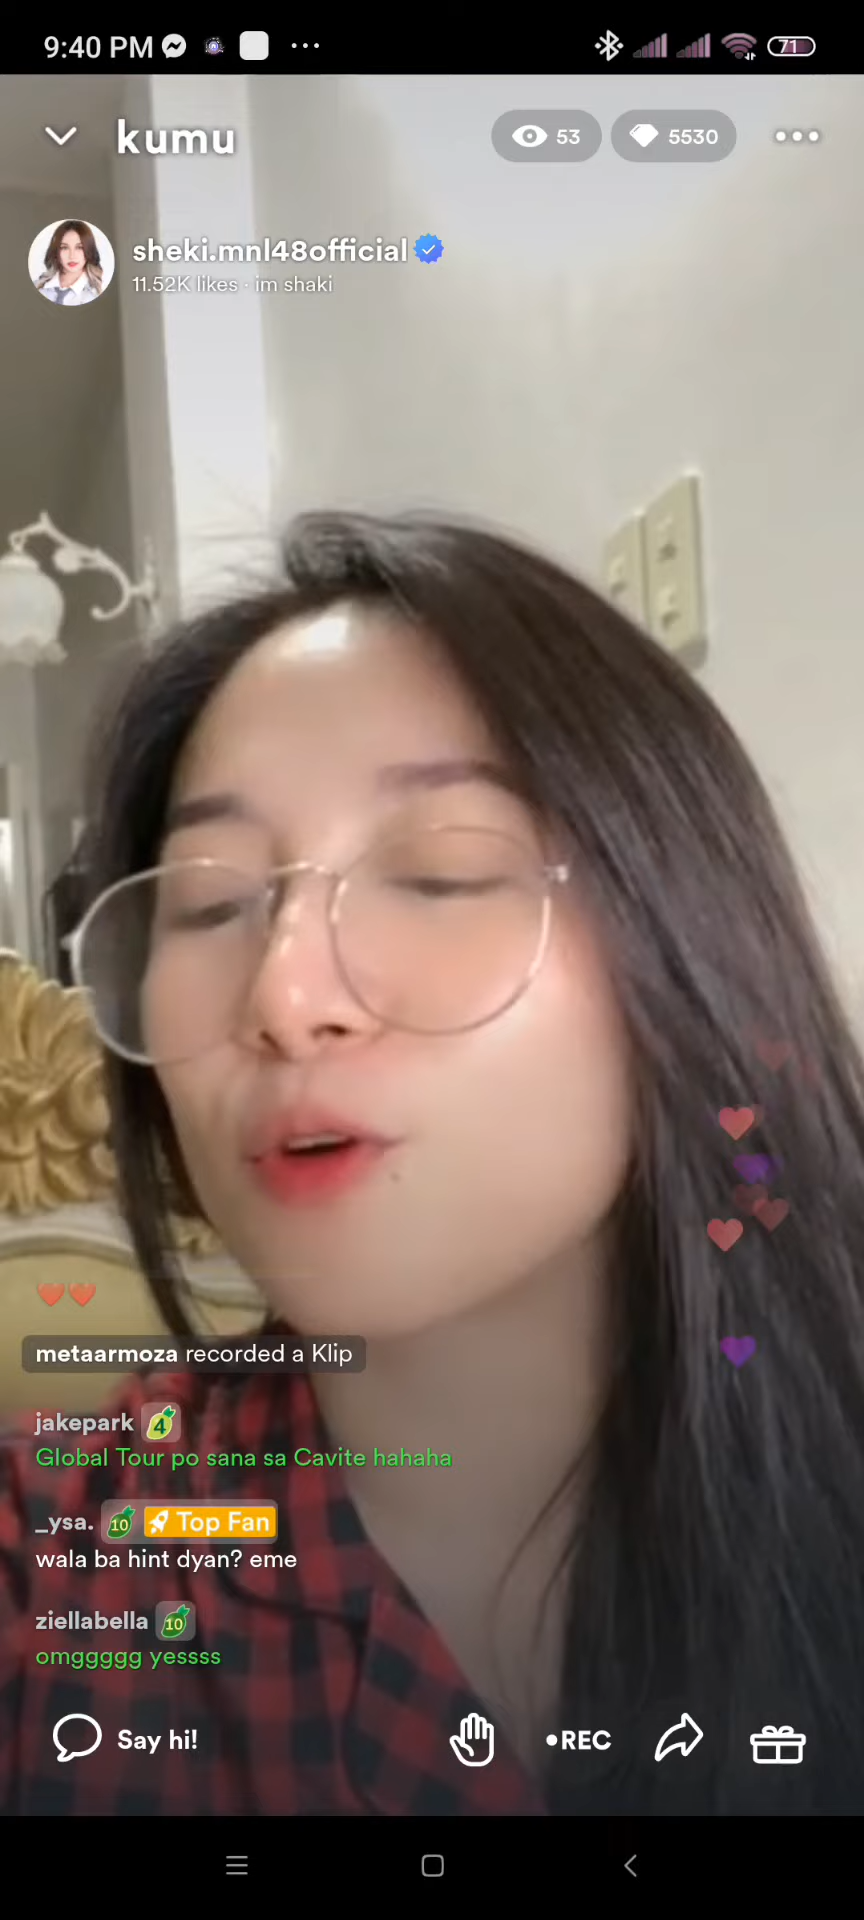 9:40 PM
71
kumu
53
5530
sheki.mnl48official
11.52K likes · im shaki
metaarmoza recorded a Klip
jakepark 4
Global Tour po sana sa Cavite hahaha
_ysa. 10 Top Fan
wala ba hint dyan? eme
ziellabella 10
omggggg yessss
Say hi!
•REC